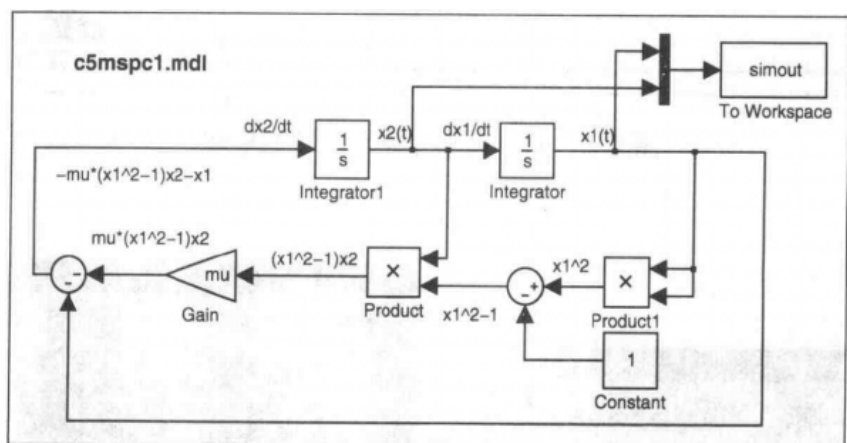 c5mspc1.mdl
simout
To Workspace
dx2/dt
1
s
x2(t)
dx1/dt
1
s
x1(t)
Integrator1
Integrator
-mu*(x1^2-1)x2-x1
mu*(x1^2-1)x2
(x1^2-1)x2
x1^2
- -
mu
×
- +
×
Gain
Product
x1^2-1
Product1
1
Constant